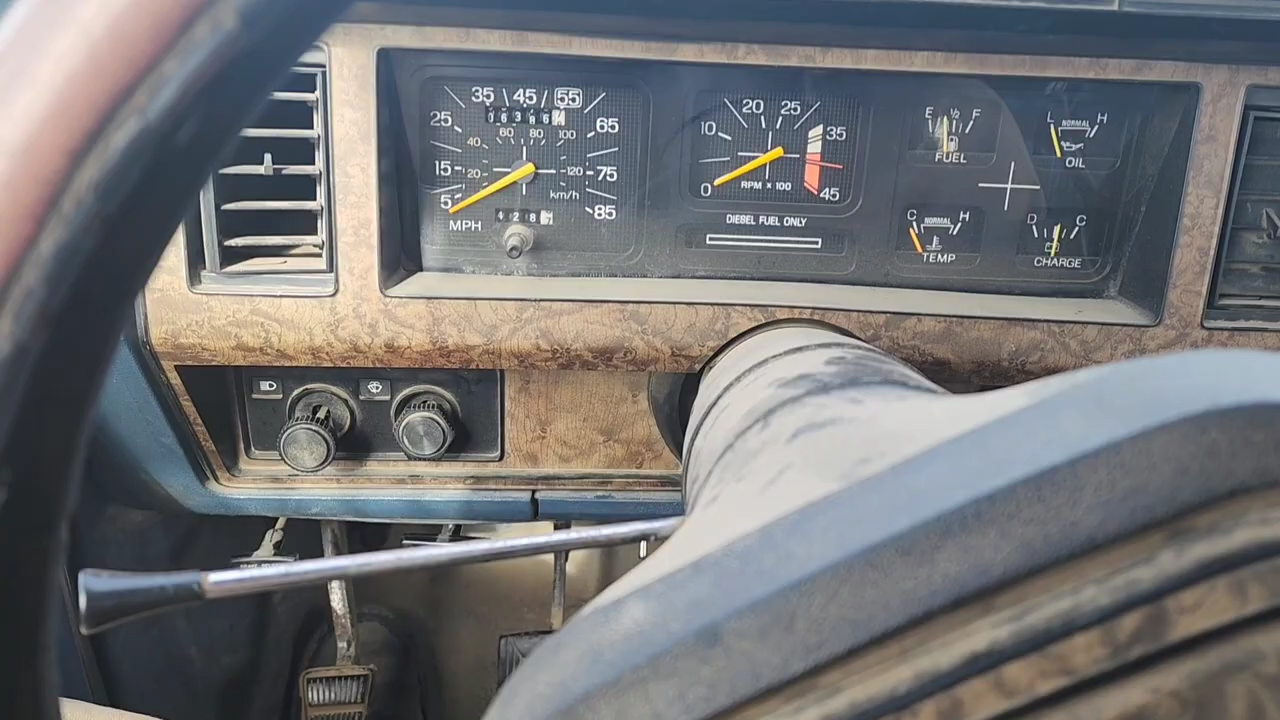 35 45 55
25 65
60 80 100
40
15 20 120 75
km/h
5 85
MPH
428
20 25
10 35
0 45
RPM × 100
DIESEL FUEL ONLY
E ½ F
FUEL
L NORMAL H
OIL
C NORMAL H
TEMP
D C
CHARGE